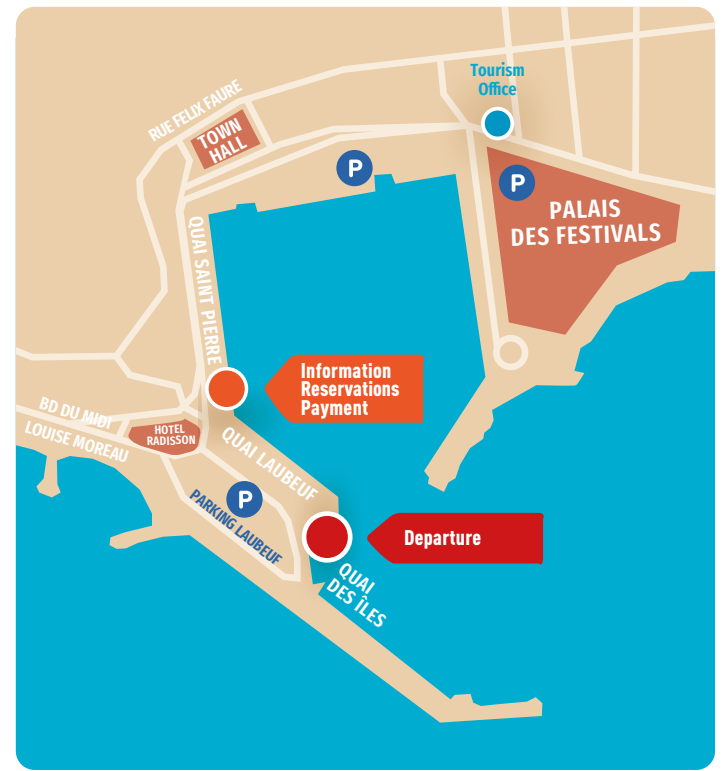 Tourism
Office
RUE FELIX FAURE
TOWN
HALL
P
P
PALAIS
DES FESTIVALS
QUAI SAINT PIERRE
Information
Reservations
Payment
BD DU MIDI
LOUISE MOREAU
HOTEL
RADISSON
QUAI LAUBEUF
P
PARKING LAUBEUF
Departure
QUAI
DES ÎLES